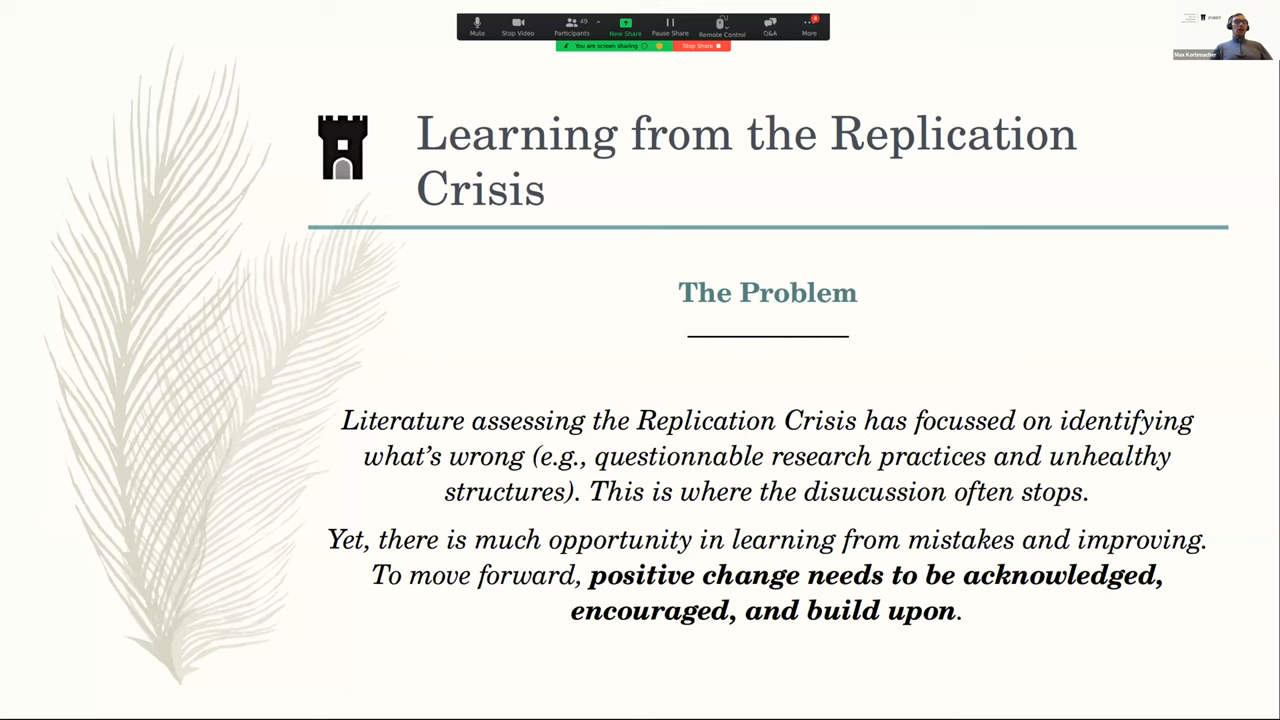 49
4
Mute
Stop Video
Participants
New Share
Pause Share
Remote Control
Q&A
More
You are screen sharing
Stop Share
Max Korbmacher
Learning from the Replication
Crisis
The Problem
Literature assessing the Replication Crisis has focussed on identifying
what's wrong (e.g., questionnable research practices and unhealthy
structures). This is where the disucussion often stops.
Yet, there is much opportunity in learning from mistakes and improving.
To move forward, positive change needs to be acknowledged,
encouraged, and build upon.